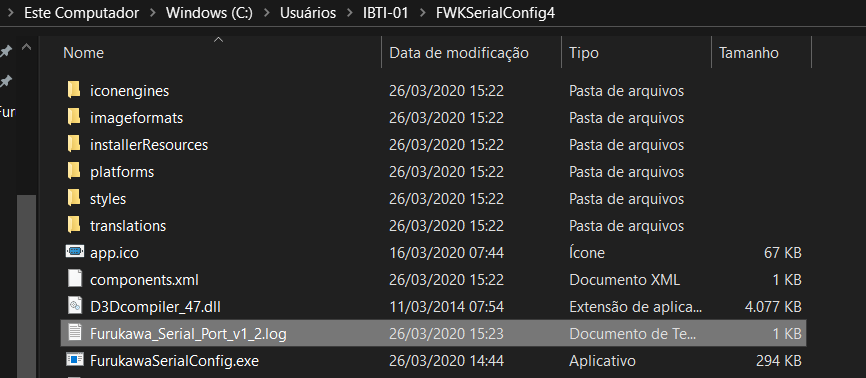 Este Computador > Windows (C:) > Usuários > IBTI-01 > FWKSerialConfig4
Nome Data de modificação Tipo Tamanho
iconengines 26/03/2020 15:22 Pasta de arquivos
Fur imageformats 26/03/2020 15:22 Pasta de arquivos
installerResources 26/03/2020 15:22 Pasta de arquivos
platforms 26/03/2020 15:22 Pasta de arquivos
styles 26/03/2020 15:22 Pasta de arquivos
translations 26/03/2020 15:22 Pasta de arquivos
app.ico 16/03/2020 07:44 Ícone 67 KB
components.xml 26/03/2020 15:22 Documento XML 1 KB
D3Dcompiler_47.dll 11/03/2014 07:54 Extensão de aplica... 4.077 KB
Furukawa_Serial_Port_v1_2.log 26/03/2020 15:23 Documento de Te... 1 KB
FurukawaSerialConfig.exe 26/03/2020 14:44 Aplicativo 294 KB